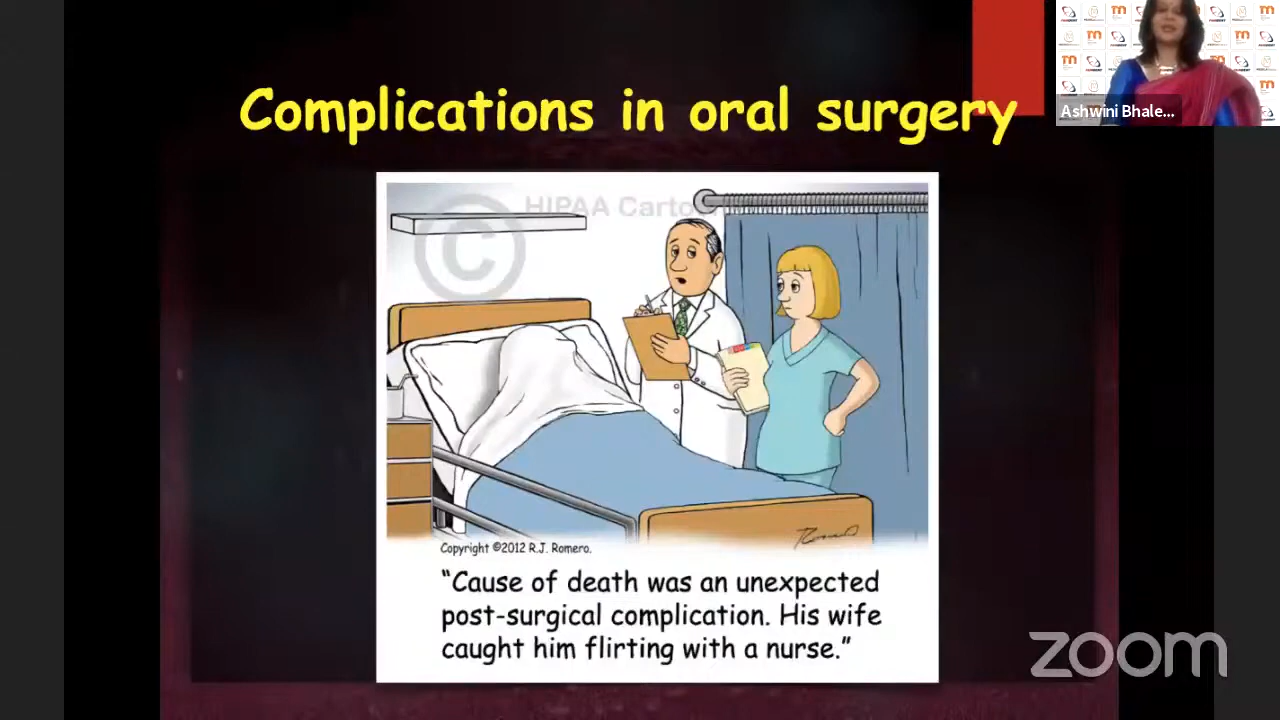 Complications in oral surgery
Ashwini Bhale...
HIPAA Cartoon
©
Copyright ©2012 R.J. Romero.
“Cause of death was an unexpected
post-surgical complication. His wife
caught him flirting with a nurse.”
zoom